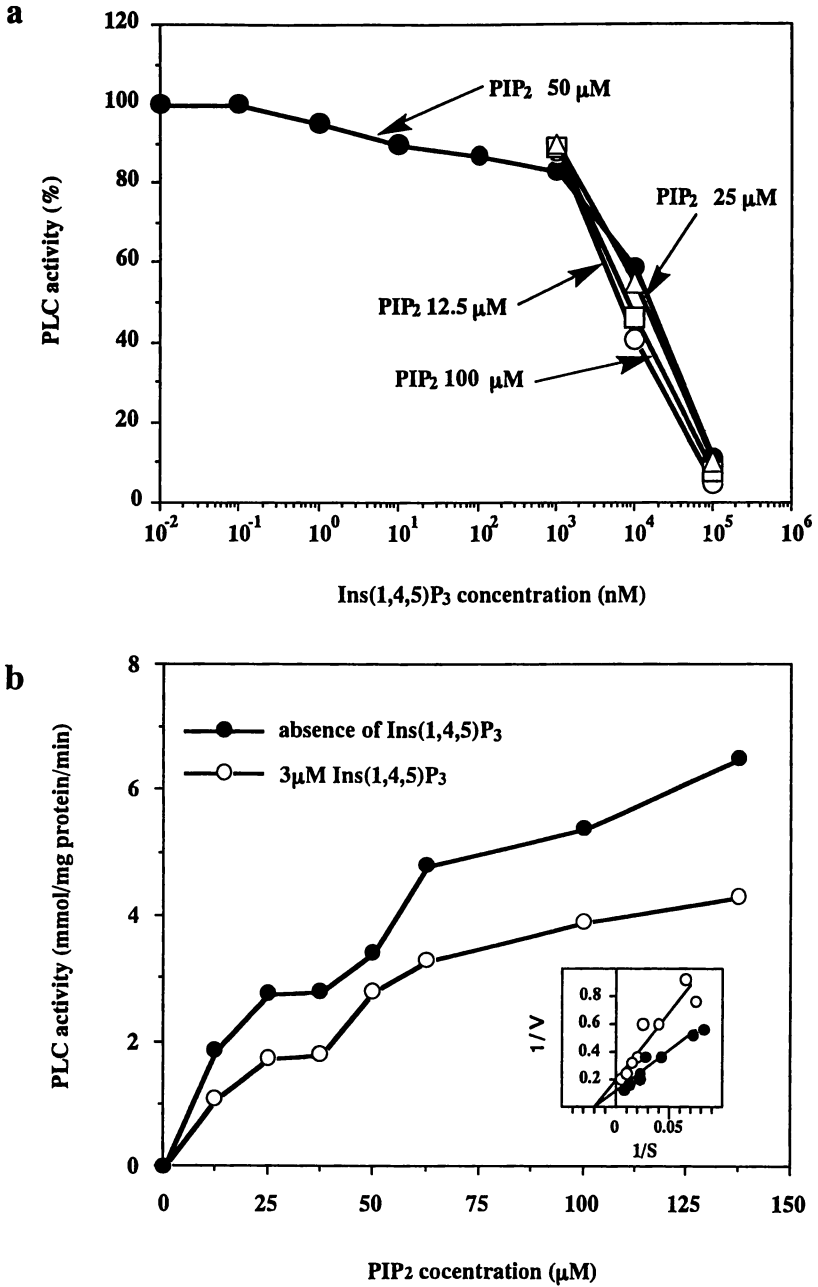 a
120
100
80
60
40
20
0
PLC activity (%)
PIP2 50 μM
PIP2 25 μM
PIP2 12.5 μM
PIP2 100 μM
10-2 10-1 100 101 102 103 104 105 106
Ins(1,4,5)P3 concentration (nM)
b
8
6
4
2
0
PLC activity (mmol/mg protein/min)
absence of Ins(1,4,5)P3
3μM Ins(1,4,5)P3
0.8
0.6
0.4
0.2
1/V
0 0.05
1/S
0 25 50 75 100 125 150
PIP2 cocentration (μM)